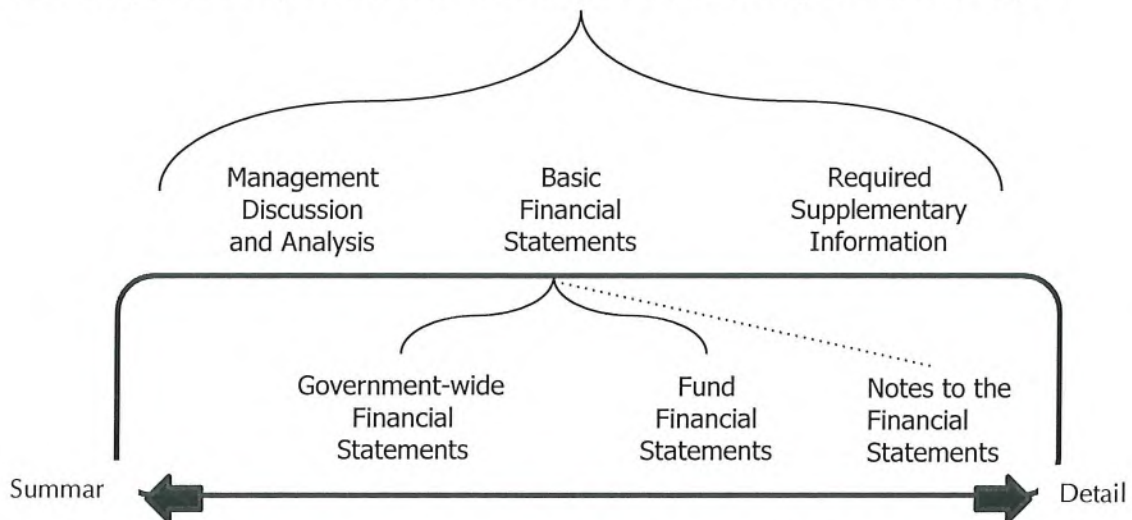 Management
Discussion
and Analysis
Basic
Financial
Statements
Required
Supplementary
Information
Government-wide
Financial
Statements
Fund
Financial
Statements
Notes to the
Financial
Statements
Summar
Detail